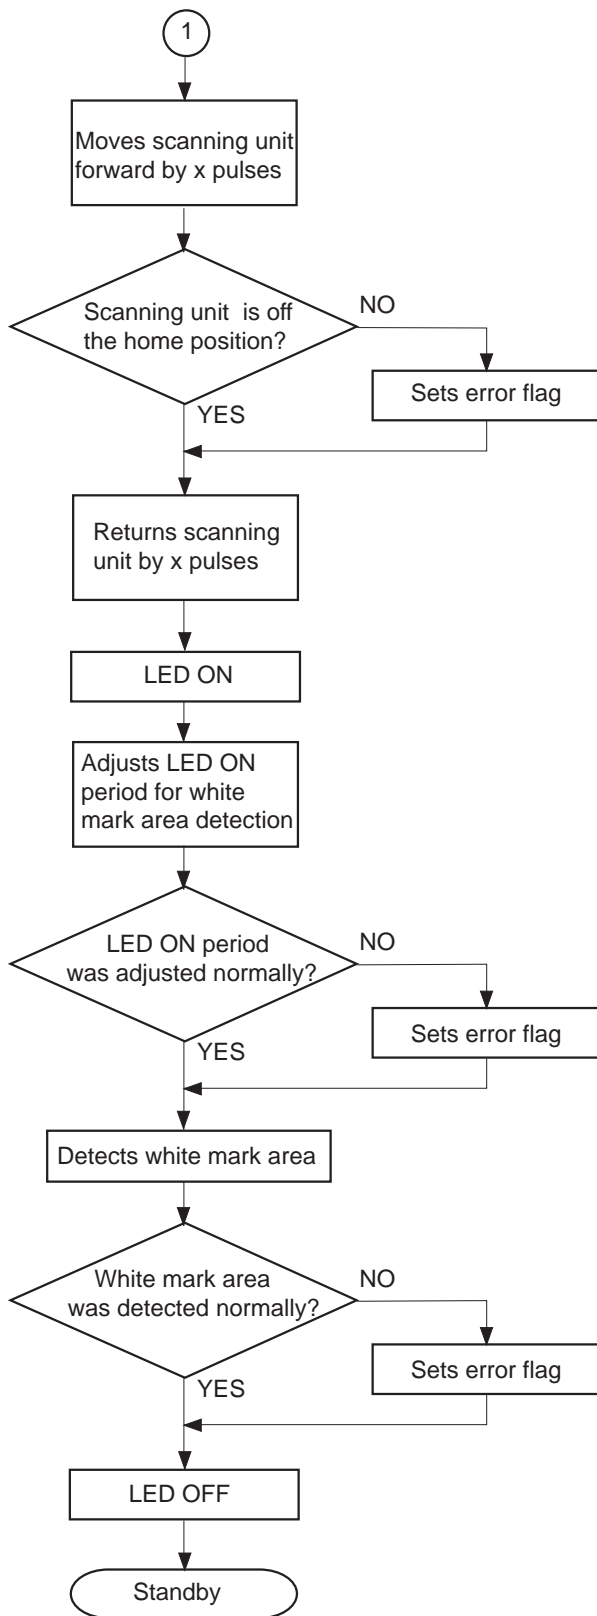 1
Moves scanning unit
forward by x pulses
Scanning unit is off
the home position?
NO
Sets error flag
YES
Returns scanning
unit by x pulses
LED ON
Adjusts LED ON
period for white
mark area detection
LED ON period
was adjusted normally?
NO
Sets error flag
YES
Detects white mark area
White mark area
was detected normally?
NO
Sets error flag
YES
LED OFF
Standby